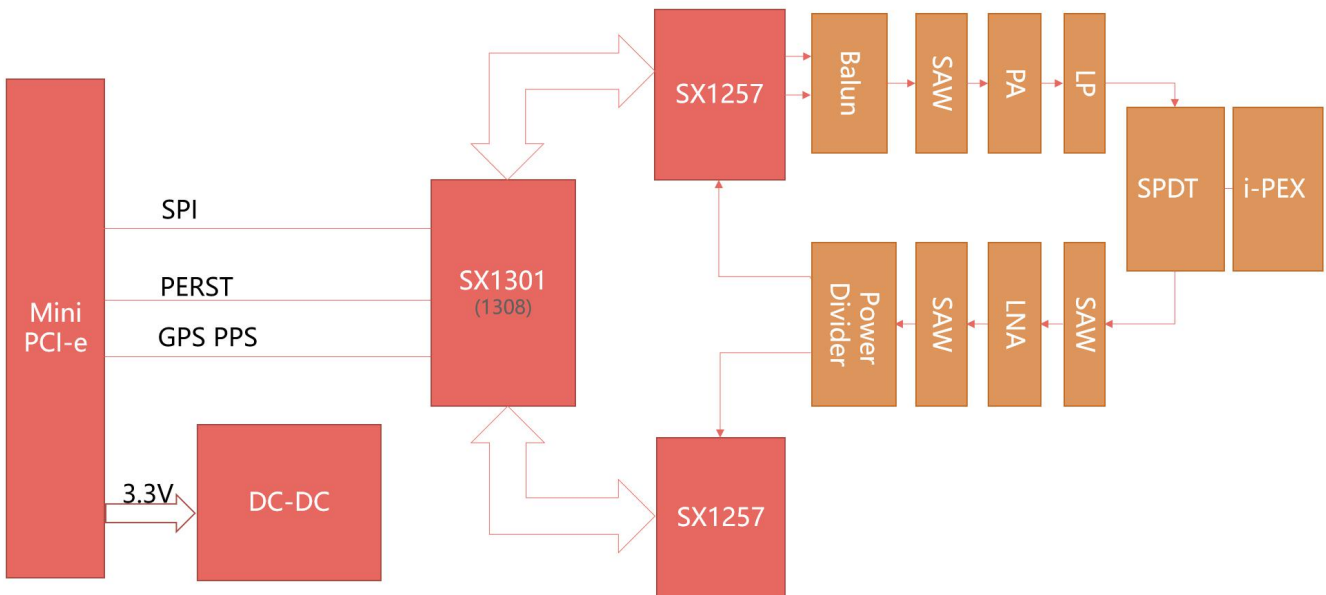 Mini
PCI-e
SPI
PERST
GPS PPS
3.3V
DC-DC
SX1301
(1308)
SX1257
SX1257
Balun
SAW
PA
LP
SPDT
i-PEX
Power
Divider
SAW
LNA
SAW